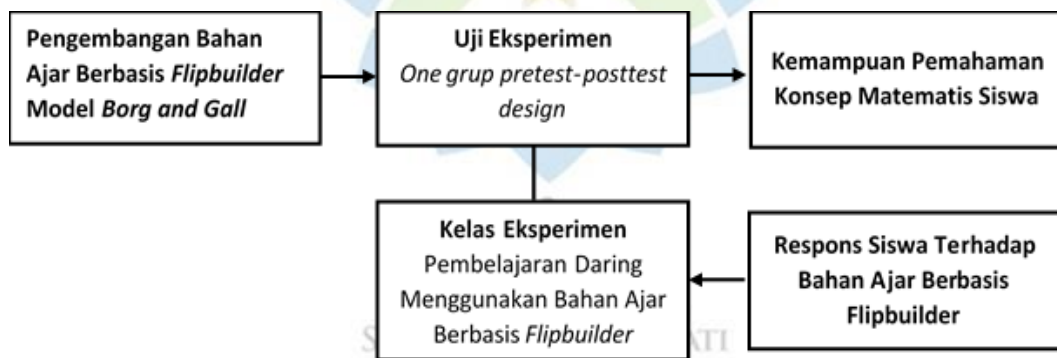 Pengembangan Bahan
Ajar Berbasis Flipbuilder
Model Borg and Gall
Uji Eksperimen
One grup pretest-posttest
design
Kemampuan Pemahaman
Konsep Matematis Siswa
Kelas Eksperimen
Pembelajaran Daring
Menggunakan Bahan Ajar
Berbasis Flipbuilder
Respons Siswa Terhadap
Bahan Ajar Berbasis
Flipbuilder